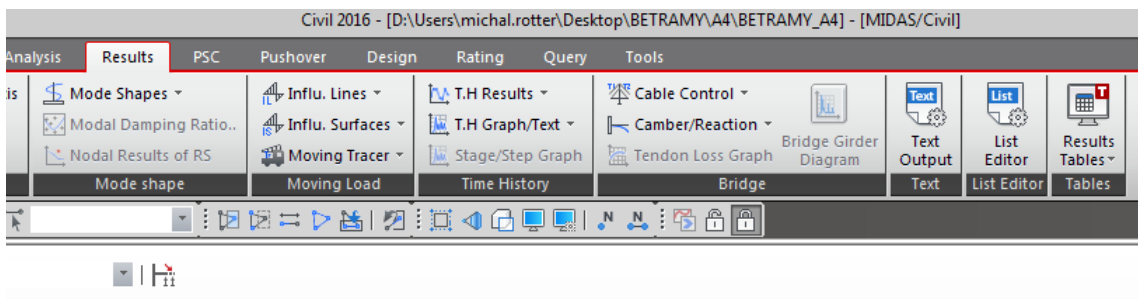 Civil 2016 - [D:\Users\michal.rotter\Desktop\BETRAMY\A4\BETRAMY_A4] - [MIDAS/Civil]
Analysis Results PSC Pushover Design Rating Query Tools
is Mode Shapes Influ. Lines T.H Results Cable Control
Modal Damping Ratio.. Influ. Surfaces T.H Graph/Text Camber/Reaction
Nodal Results of RS Moving Tracer Stage/Step Graph Tendon Loss Graph
Bridge Girder
Diagram
Text
Text
Output
List
List
Editor
T
Results
Tables
Mode shape Moving Load Time History Bridge Text List Editor Tables
N N